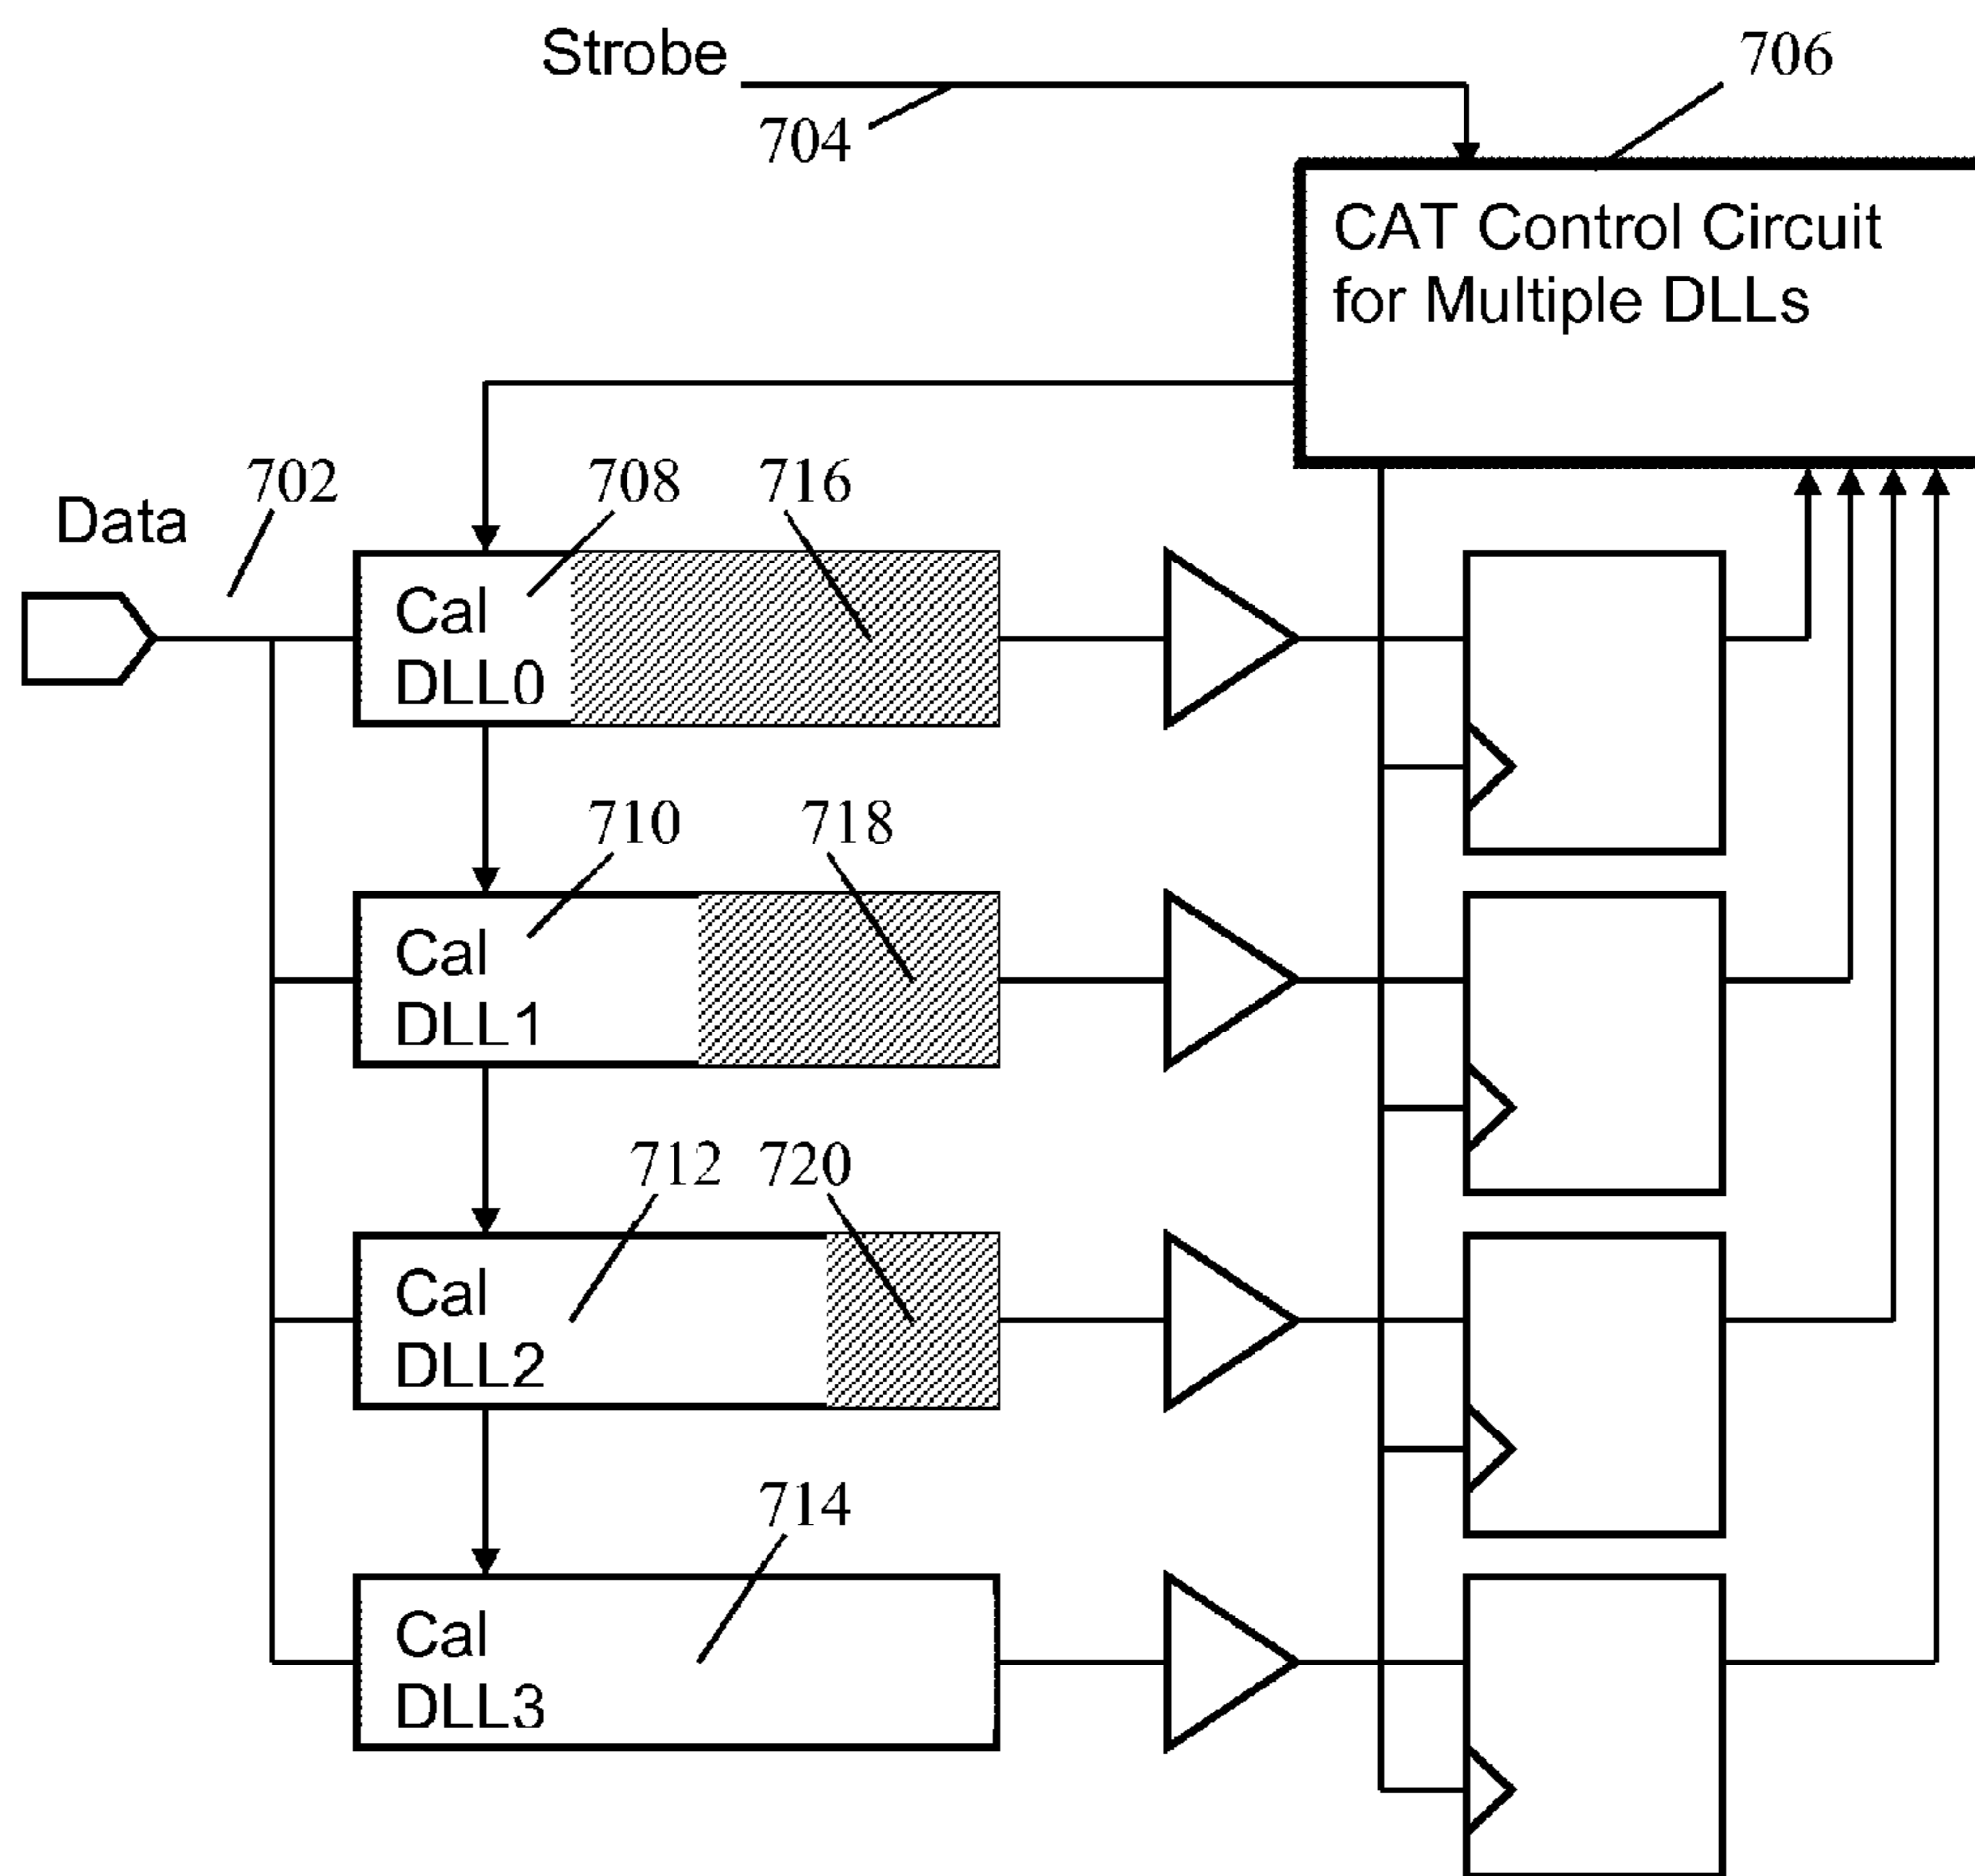 Strobe
704
706
CAT Control Circuit
for Multiple DLLs
Data
702
708
716
Cal
DLL0
710
718
Cal
DLL1
712
720
Cal
DLL2
714
Cal
DLL3